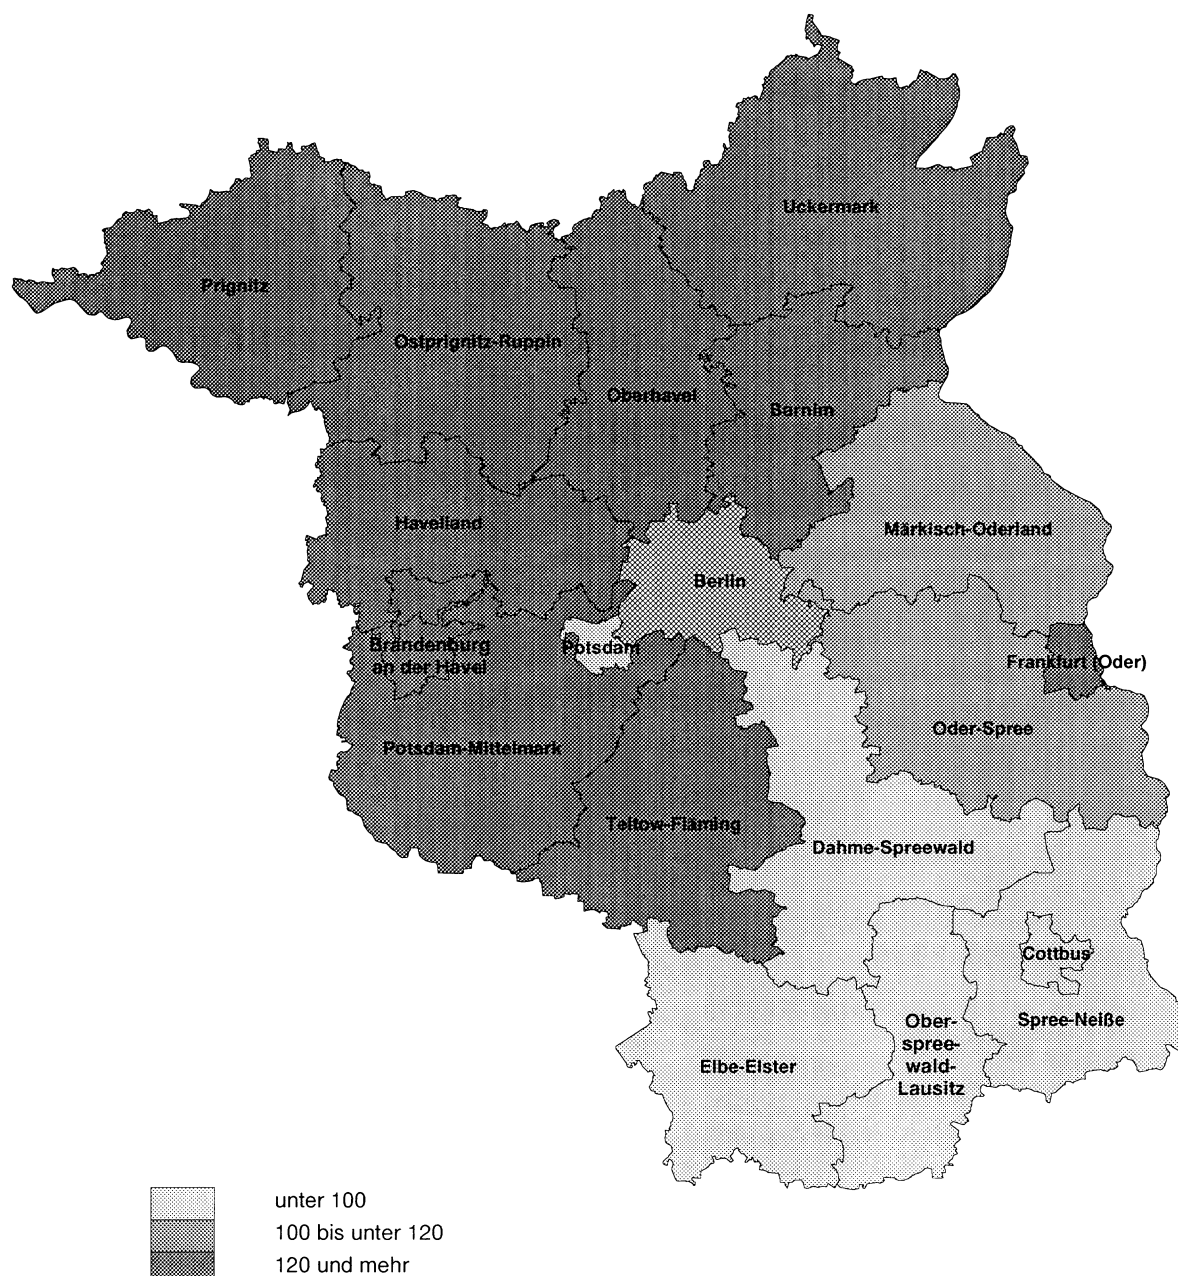 Uckermark
Prignitz
Ostprignitz-Ruppin
Oberhavel
Barnim
Havelland
Märkisch-Oderland
Berlin
Brandenburg
an der Havel
Potsdam
Frankfurt (Oder)
Oder-Spree
Potsdam-Mittelmark
Teltow-Fläming
Dahme-Spreewald
Cottbus
Spree-Neiße
Ober-
spree-
wald-
Lausitz
Elbe-Elster
unter 100
100 bis unter 120
120 und mehr